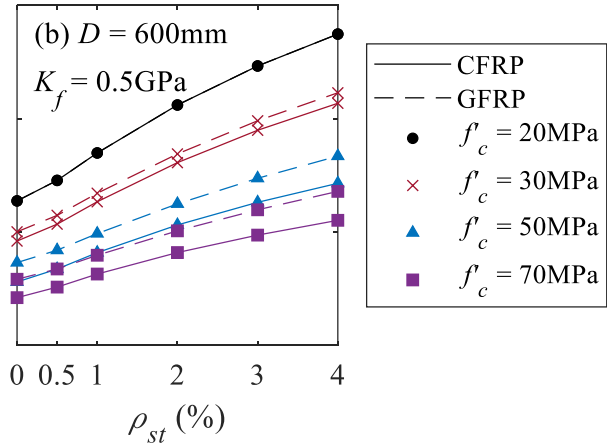 (b) D = 600mm
K_f = 0.5GPa
CFRP
GFRP
f'_c = 20MPa
f'_c = 30MPa
f'_c = 50MPa
f'_c = 70MPa
0 0.5 1 2 3 4
ρ_st (%)